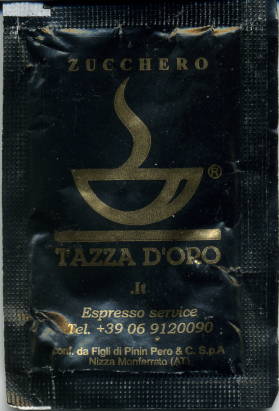 ZUCCHERO
®
TAZZA D'ORO
.It
Espresso service
Tel. +39 06 9120090
conf. da Figli di Pinin Pero & C. S.p.A
Nizza Monferrato (AT)